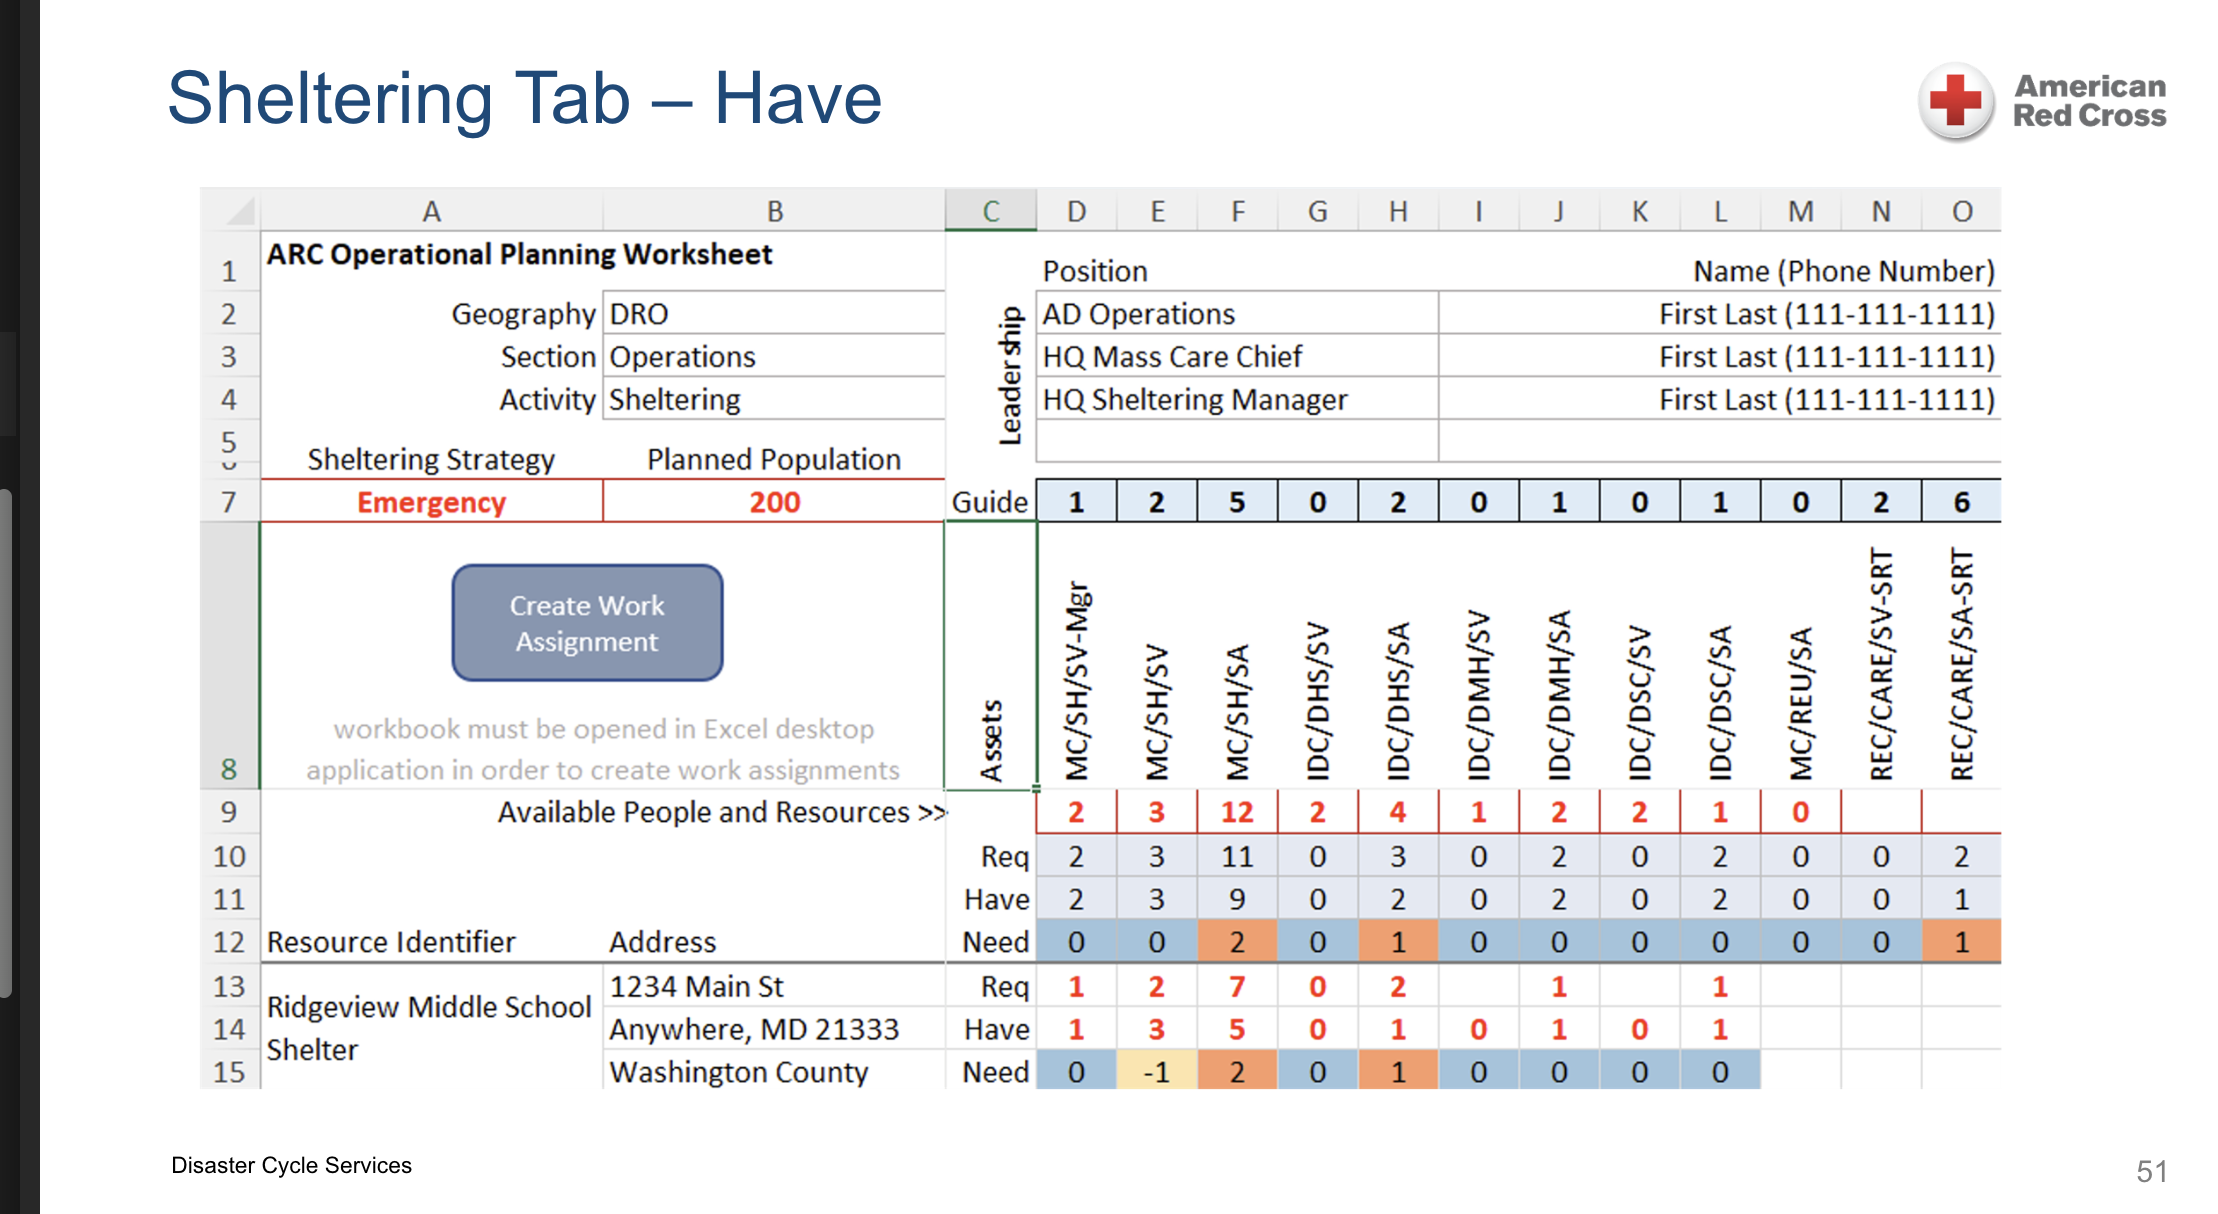 Sheltering Tab – Have
American
Red Cross
A B C D E F G H I J K L M N O
1 ARC Operational Planning Worksheet Position Name (Phone Number)
Leadership
2 Geography DRO AD Operations First Last (111-111-1111)
3 Section Operations HQ Mass Care Chief First Last (111-111-1111)
4 Activity Sheltering HQ Sheltering Manager First Last (111-111-1111)
5
Sheltering Strategy Planned Population
7 Emergency 200 Guide 1 2 5 0 2 0 1 0 1 0 2 6
Create Work
Assignment
workbook must be opened in Excel desktop
application in order to create work assignments
8 Assets MC/SH/SV-Mgr MC/SH/SV MC/SH/SA IDC/DHS/SV IDC/DHS/SA IDC/DMH/SV IDC/DMH/SA IDC/DSC/SV IDC/DSC/SA MC/REU/SA REC/CARE/SV-SRT REC/CARE/SA-SRT
9 Available People and Resources >> 2 3 12 2 4 1 2 2 1 0
10 Req 2 3 11 0 3 0 2 0 2 0 0 2
11 Have 2 3 9 0 2 0 2 0 2 0 0 1
12 Resource Identifier Address Need 0 0 2 0 1 0 0 0 0 0 0 1
13 Ridgeview Middle School 1234 Main St Req 1 2 7 0 2 1 1
14 Shelter Anywhere, MD 21333 Have 1 3 5 0 1 0 1 0 1
15 Washington County Need 0 -1 2 0 1 0 0 0 0
Disaster Cycle Services
51